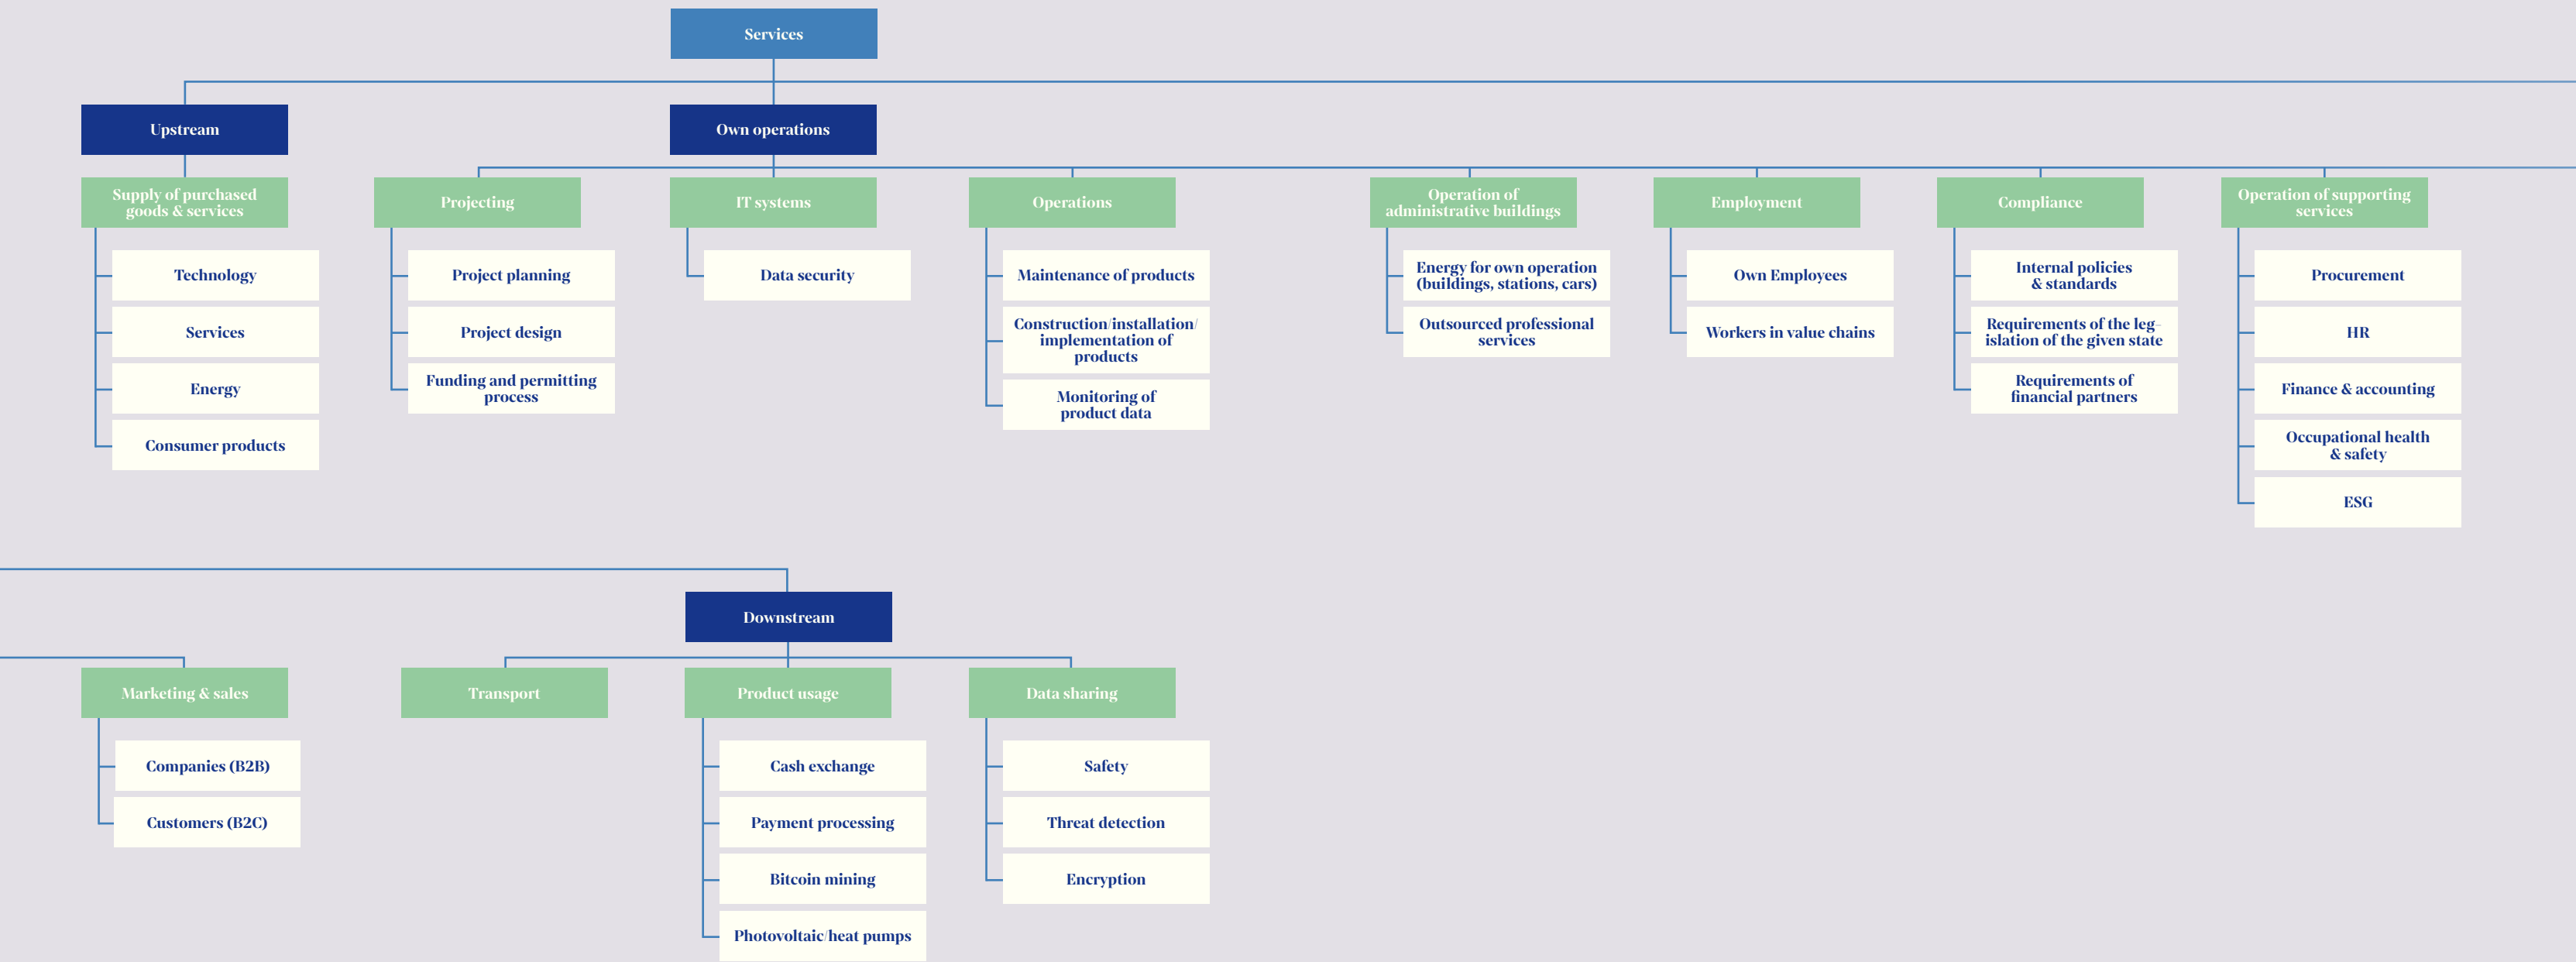 Services
Upstream
Own operations
Supply of purchased
goods & services
Projecting
IT systems
Operations
Operation of
administrative buildings
Employment
Compliance
Operation of supporting
services
Technology
Services
Energy
Consumer products
Project planning
Project design
Funding and permitting
process
Data security
Maintenance of products
Construction/installation/
implementation of
products
Monitoring of
product data
Energy for own operation
(buildings, stations, cars)
Outsourced professional
services
Own Employees
Workers in value chains
Internal policies
& standards
Requirements of the leg-
islation of the given state
Requirements of
financial partners
Procurement
HR
Finance & accounting
Occupational health
& safety
ESG
Downstream
Marketing & sales
Transport
Product usage
Data sharing
Companies (B2B)
Customers (B2C)
Cash exchange
Payment processing
Bitcoin mining
Photovoltaic/heat pumps
Safety
Threat detection
Encryption